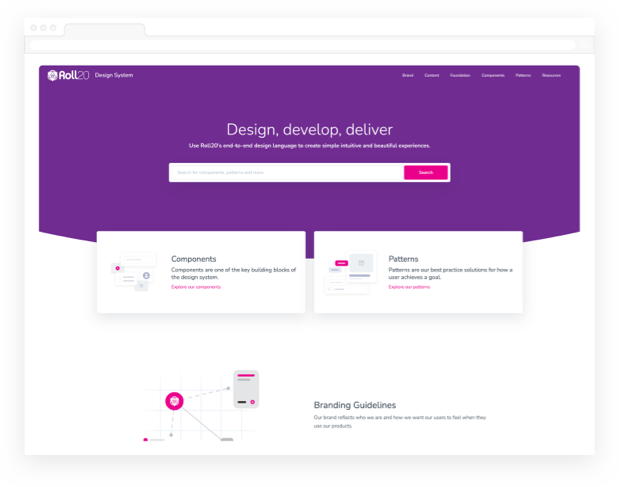 Roll20 Design System
Brand Content Foundation Components Patterns Resources
Design, develop, deliver
Use Roll20's end-to-end design language to create simple intuitive and beautiful experiences.
Search for components, patterns and more
Search
Components
Components are one of the key building blocks of
the design system.
Explore our components
Patterns
Patterns are our best practice solutions for how a
user achieves a goal.
Explore our patterns
Branding Guidelines
Our brand reflects who we are and how we want our users to feel when they
use our products.